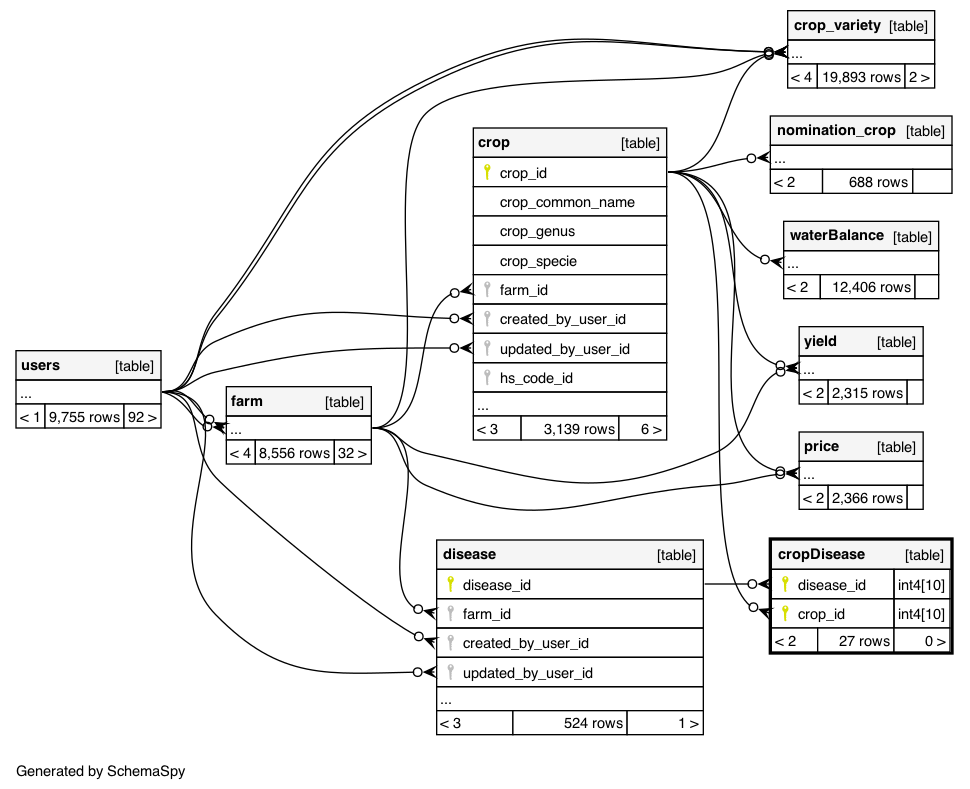 crop_variety [table]
...
< 4 19,893 rows 2 >
nomination_crop [table]
...
< 2 688 rows
crop [table]
crop_id
crop_common_name
crop_genus
crop_specie
farm_id
created_by_user_id
updated_by_user_id
hs_code_id
...
< 3 3,139 rows 6 >
waterBalance [table]
...
< 2 12,406 rows
yield [table]
...
< 2 2,315 rows
users [table]
...
< 1 9,755 rows 92 >
farm [table]
...
< 4 8,556 rows 32 >
price [table]
...
< 2 2,366 rows
disease [table]
disease_id
farm_id
created_by_user_id
updated_by_user_id
...
< 3 524 rows 1 >
cropDisease [table]
disease_id int4[10]
crop_id int4[10]
< 2 27 rows 0 >
Generated by SchemaSpy